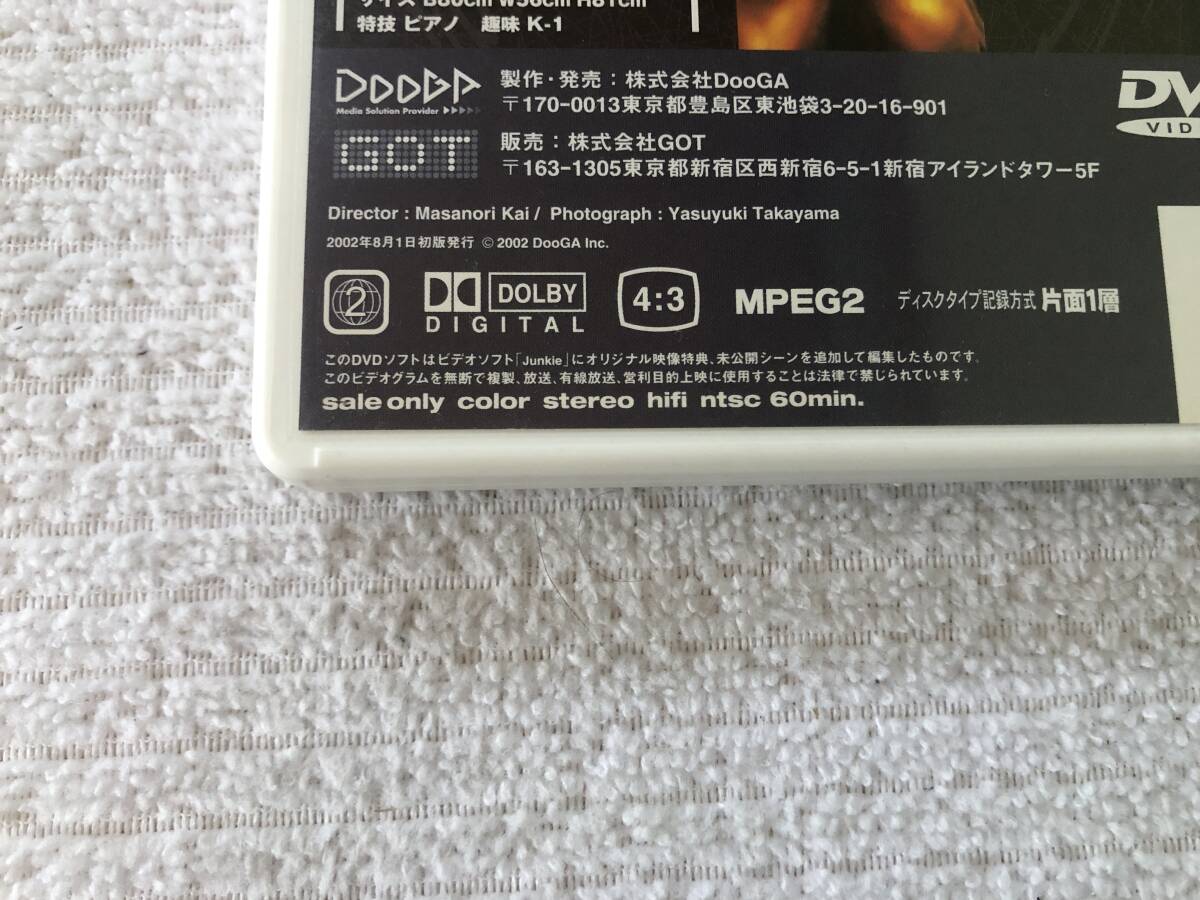 サイズ B80cm W56cm H81cm
特技 ピアノ 趣味 K-1
DOOGA
Media Solution Provider
製作・発売：株式会社DooGA
〒170-0013東京都豊島区東池袋3-20-16-901
GOT
販売：株式会社GOT
〒163-1305東京都新宿区西新宿6-5-1新宿アイランドタワー5F
DV
VID
Director : Masanori Kai / Photograph : Yasuyuki Takayama
2002年8月1日初版発行 © 2002 DooGA Inc.
2
DOLBY
DIGITAL
4:3
MPEG2
ディスクタイプ記録方式 片面1層
このDVDソフトはビデオソフト「Junkie」にオリジナル映像特典、未公開シーンを追加して編集したものです。
このビデオグラムを無断で複製、放送、有線放送、営利目的上映に使用することは法律で禁じられています。
sale only color stereo hifi ntsc 60min.